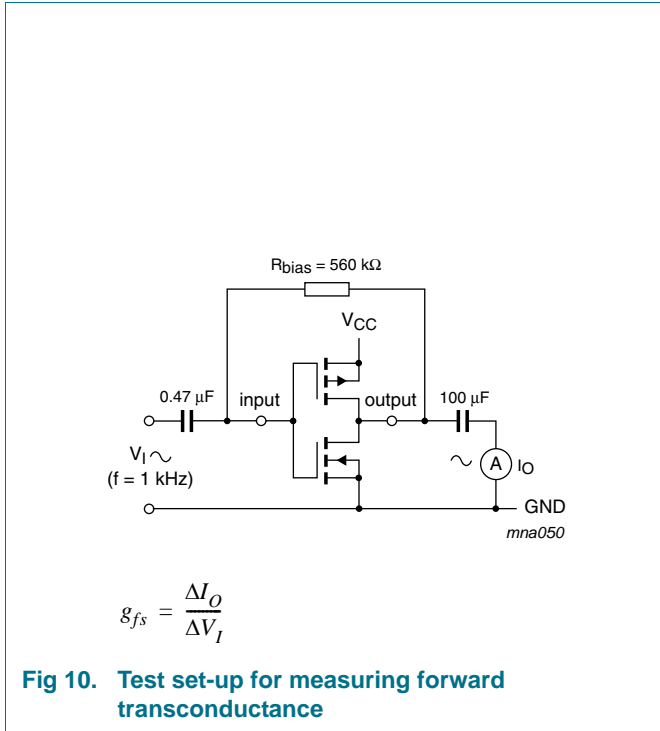 Rbias = 560 kΩ
VCC
0.47 μF
input
output
100 μF
VI
(f = 1 kHz)
A
IO
GND
mna050
gfs = ΔIO / ΔVI
Fig 10. Test set-up for measuring forward
transconductance